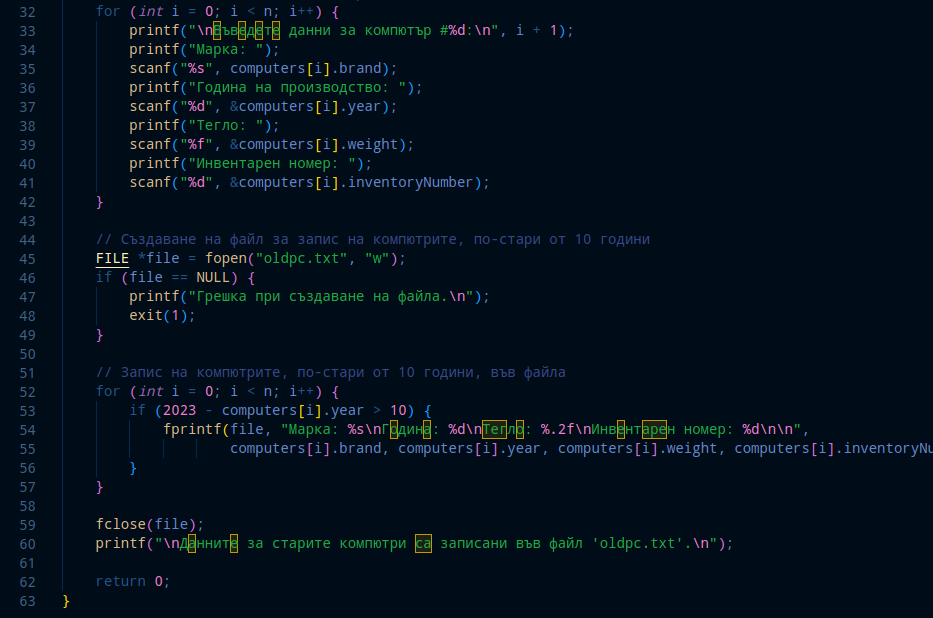 32 for (int i = 0; i < n; i++) {
33 printf("\nВъведете данни за компютър #%d:\n", i + 1);
34 printf("Марка: ");
35 scanf("%s", computers[i].brand);
36 printf("Година на производство: ");
37 scanf("%d", &computers[i].year);
38 printf("Тегло: ");
39 scanf("%f", &computers[i].weight);
40 printf("Инвентарен номер: ");
41 scanf("%d", &computers[i].inventoryNumber);
42 }
43
44 // Създаване на файл за запис на компютрите, по-стари от 10 години
45 FILE *file = fopen("oldpc.txt", "w");
46 if (file == NULL) {
47 printf("Грешка при създаване на файла.\n");
48 exit(1);
49 }
50
51 // Запис на компютрите, по-стари от 10 години, във файла
52 for (int i = 0; i < n; i++) {
53 if (2023 - computers[i].year > 10) {
54 fprintf(file, "Марка: %s\nГодина: %d\nТегло: %.2f\nИнвентарен номер: %d\n\n",
55 computers[i].brand, computers[i].year, computers[i].weight, computers[i].inventoryNu
56 }
57 }
58
59 fclose(file);
60 printf("\nДанните за старите компютри са записани във файл 'oldpc.txt'.\n");
61
62 return 0;
63 }